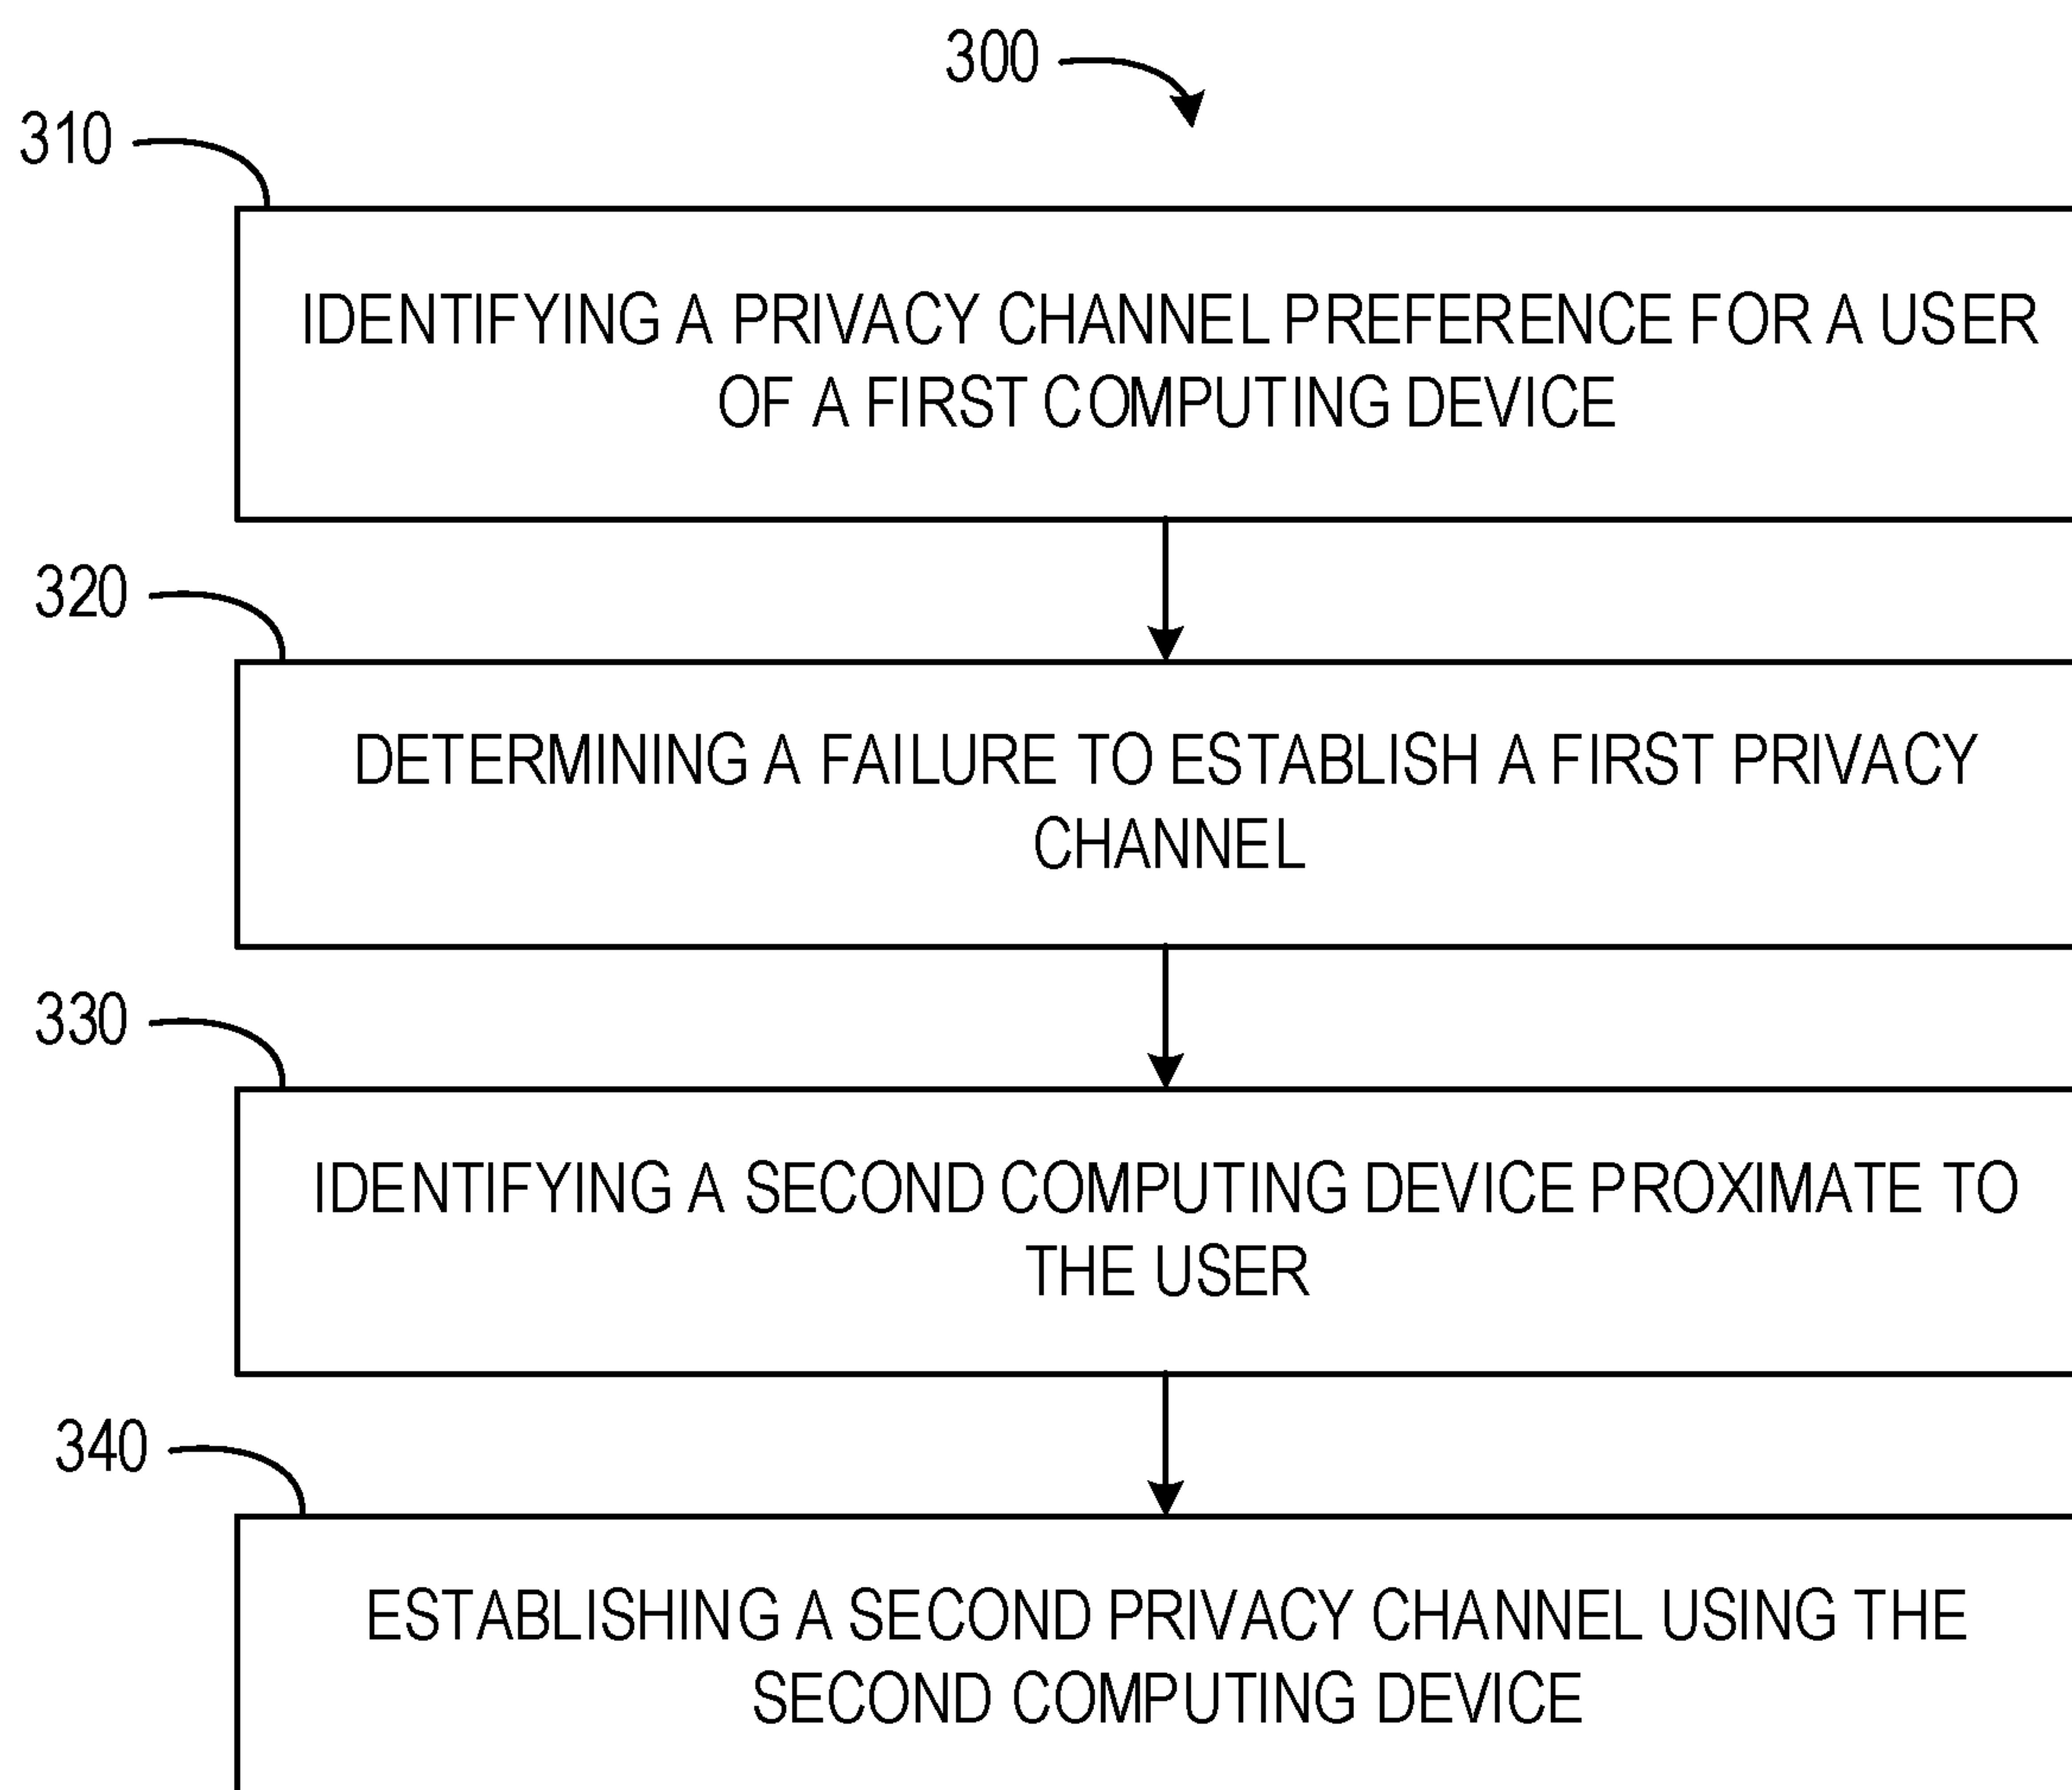 300
310
IDENTIFYING A PRIVACY CHANNEL PREFERENCE FOR A USER
OF A FIRST COMPUTING DEVICE
320
DETERMINING A FAILURE TO ESTABLISH A FIRST PRIVACY
CHANNEL
330
IDENTIFYING A SECOND COMPUTING DEVICE PROXIMATE TO
THE USER
340
ESTABLISHING A SECOND PRIVACY CHANNEL USING THE
SECOND COMPUTING DEVICE